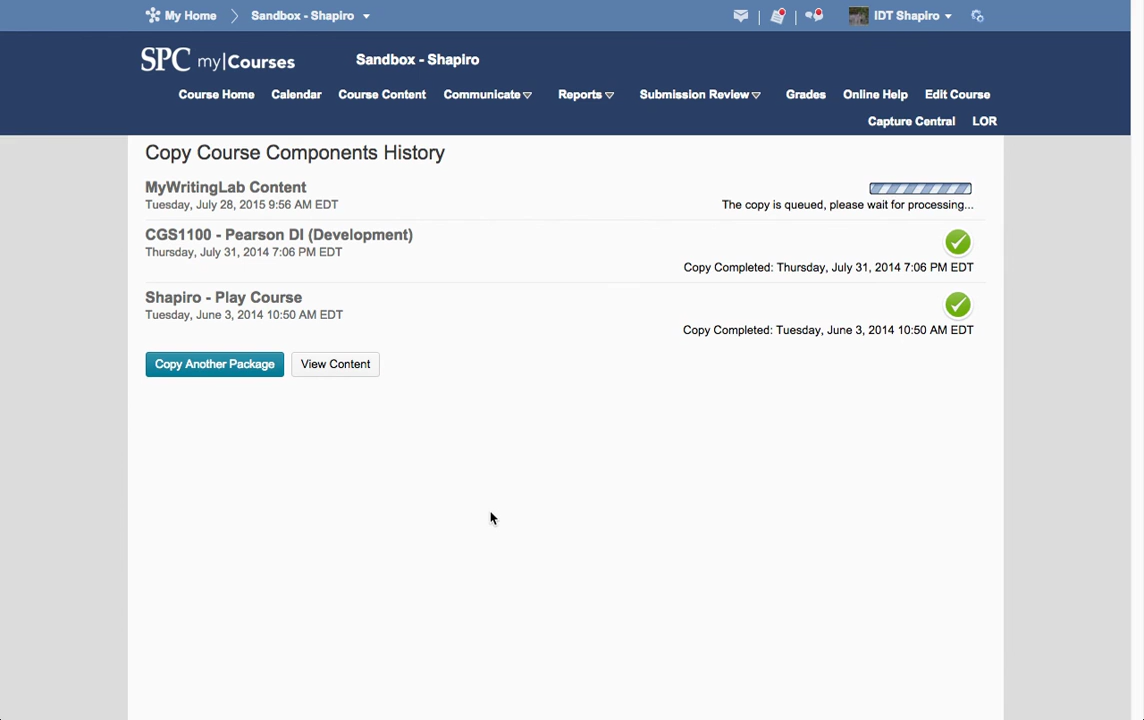 My Home
Sandbox - Shapiro
IDT Shapiro
SPC my|Courses
Sandbox - Shapiro
Course Home
Calendar
Course Content
Communicate
Reports
Submission Review
Grades
Online Help
Edit Course
Capture Central
LOR
Copy Course Components History
MyWritingLab Content
Tuesday, July 28, 2015 9:56 AM EDT
The copy is queued, please wait for processing...
CGS1100 - Pearson DI (Development)
Thursday, July 31, 2014 7:06 PM EDT
Copy Completed: Thursday, July 31, 2014 7:06 PM EDT
Shapiro - Play Course
Tuesday, June 3, 2014 10:50 AM EDT
Copy Completed: Tuesday, June 3, 2014 10:50 AM EDT
Copy Another Package
View Content